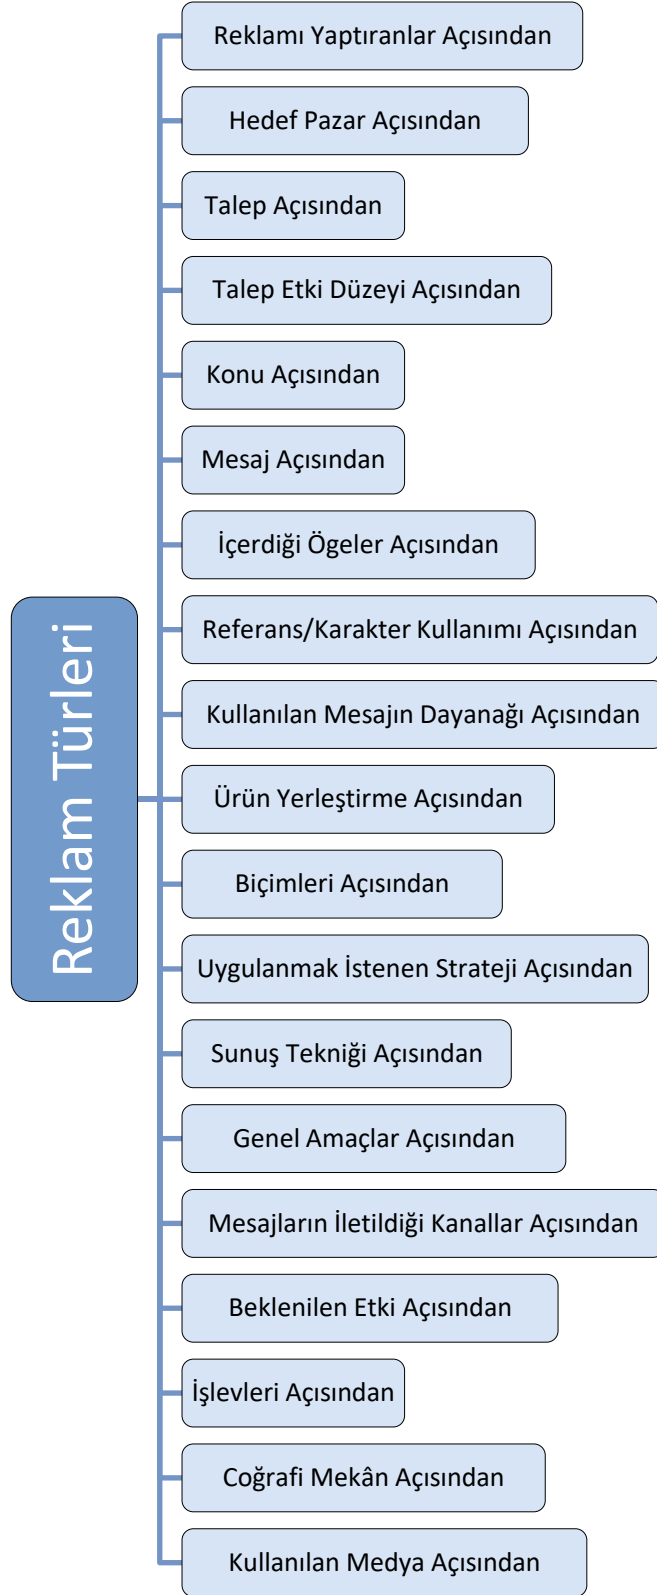 Reklam Türleri
Reklamı Yaptıranlar Açısından
Hedef Pazar Açısından
Talep Açısından
Talep Etki Düzeyi Açısından
Konu Açısından
Mesaj Açısından
İçerdiği Ögeler Açısından
Referans/Karakter Kullanımı Açısından
Kullanılan Mesajın Dayanağı Açısından
Ürün Yerleştirme Açısından
Biçimleri Açısından
Uygulanmak İstenen Strateji Açısından
Sunuş Tekniği Açısından
Genel Amaçlar Açısından
Mesajların İletildiği Kanallar Açısından
Beklenilen Etki Açısından
İşlevleri Açısından
Coğrafi Mekân Açısından
Kullanılan Medya Açısından